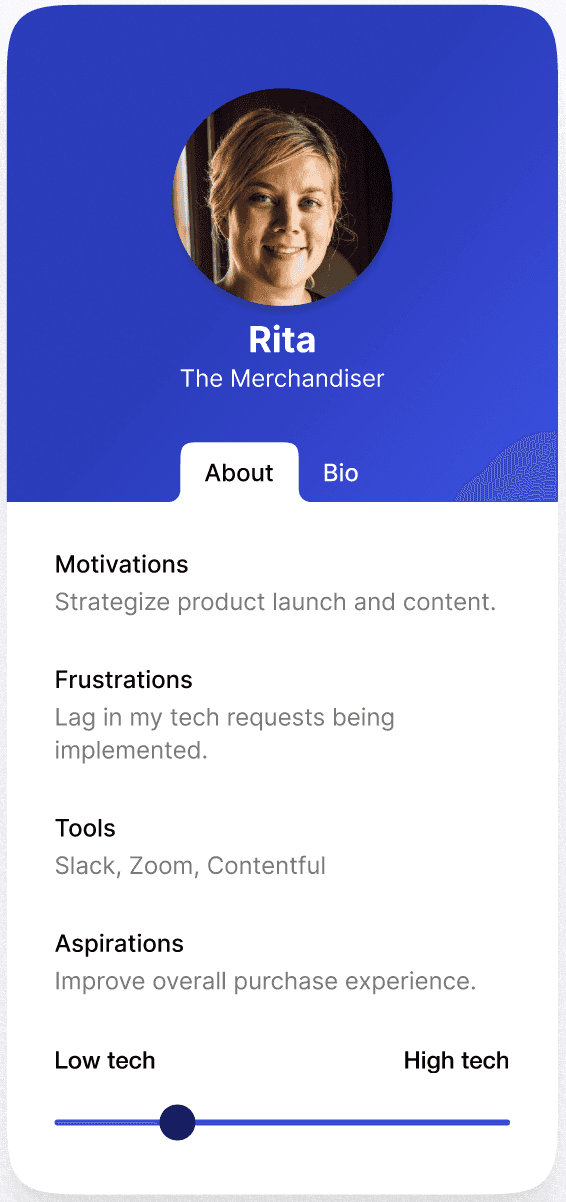 Rita
The Merchandiser
About Bio
Motivations
Strategize product launch and content.
Frustrations
Lag in my tech requests being
implemented.
Tools
Slack, Zoom, Contentful
Aspirations
Improve overall purchase experience.
Low tech High tech